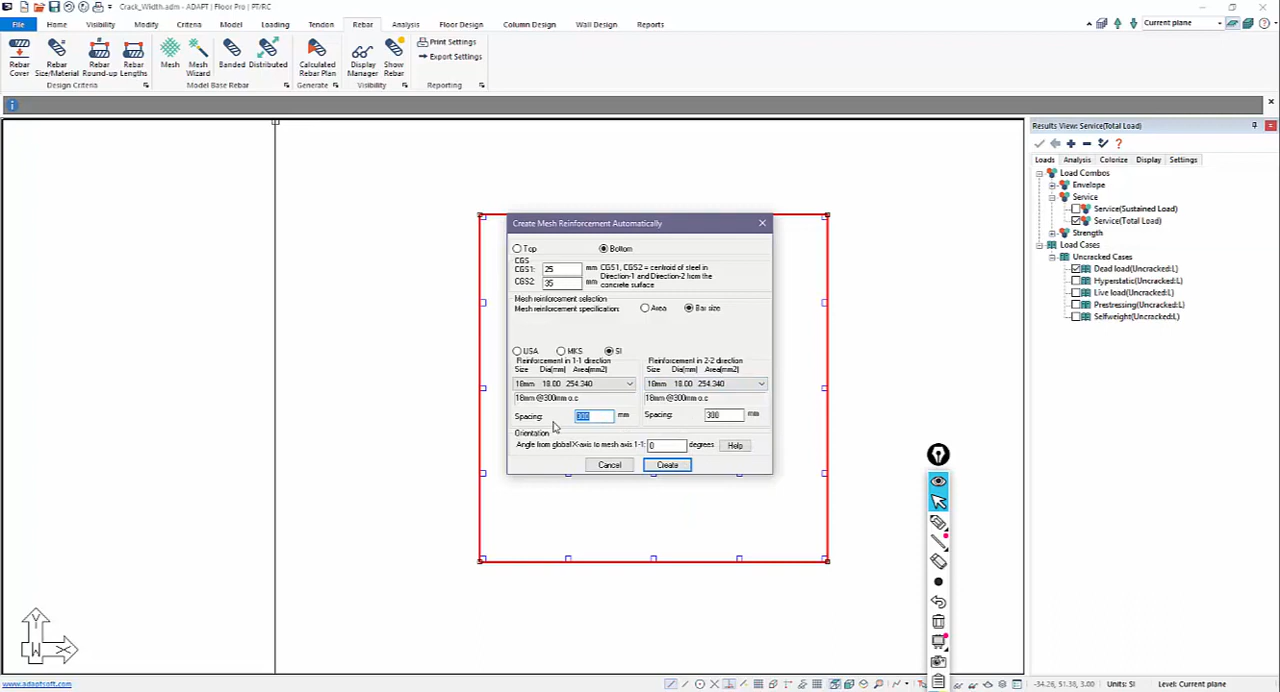 Crack_Width.adm - ADAPT | Floor Pro | PT/RC
File Home Visibility Modify Criteria Model Loading Tendon Rebar Analysis Floor Design Column Design Wall Design Reports Current plane
Rebar Cover
Rebar Size/Material
Rebar Round-up
Rebar Lengths
Mesh
Mesh Wizard
Banded
Distributed
Calculated Rebar Plan
Display Manager
Show Rebar
Print Settings
Export Settings
Design Criteria Model Base Rebar Generate Visibility Reporting
Results View: Service(Total Load)
Loads Analysis Colorize Display Settings
Load Combos
Envelope
Service
Service(Sustained Load)
Service(Total Load)
Strength
Load Cases
Uncracked Cases
Dead load(Uncracked:L)
Hyperstatic(Uncracked:L)
Live load(Uncracked:L)
Prestressing(Uncracked:L)
Selfweight(Uncracked:L)
Create Mesh Reinforcement Automatically
Top Bottom
CGS
CGS1: 25 mm CGS1, CGS2 = centroid of steel in
Direction-1 and Direction-2 from the
CGS2: 35 mm concrete surface
Mesh reinforcement selection
Mesh reinforcement specification: Area Bar size
USA MKS SI
Reinforcement in 1-1 direction Reinforcement in 2-2 direction
Size Dia(mm) Area(mm2) Size Dia(mm) Area(mm2)
18mm 18.00 254.340 18mm 18.00 254.340
18mm @300mm o.c 18mm @300mm o.c
Spacing: 300 mm Spacing: 300 mm
Orientation
Angle from global X-axis to mesh axis 1-1: 0 degrees Help
Cancel Create
Y
W X
www.adaptsoft.com
-34.26, 51.38, 3.00 Units: SI Level: Current plane